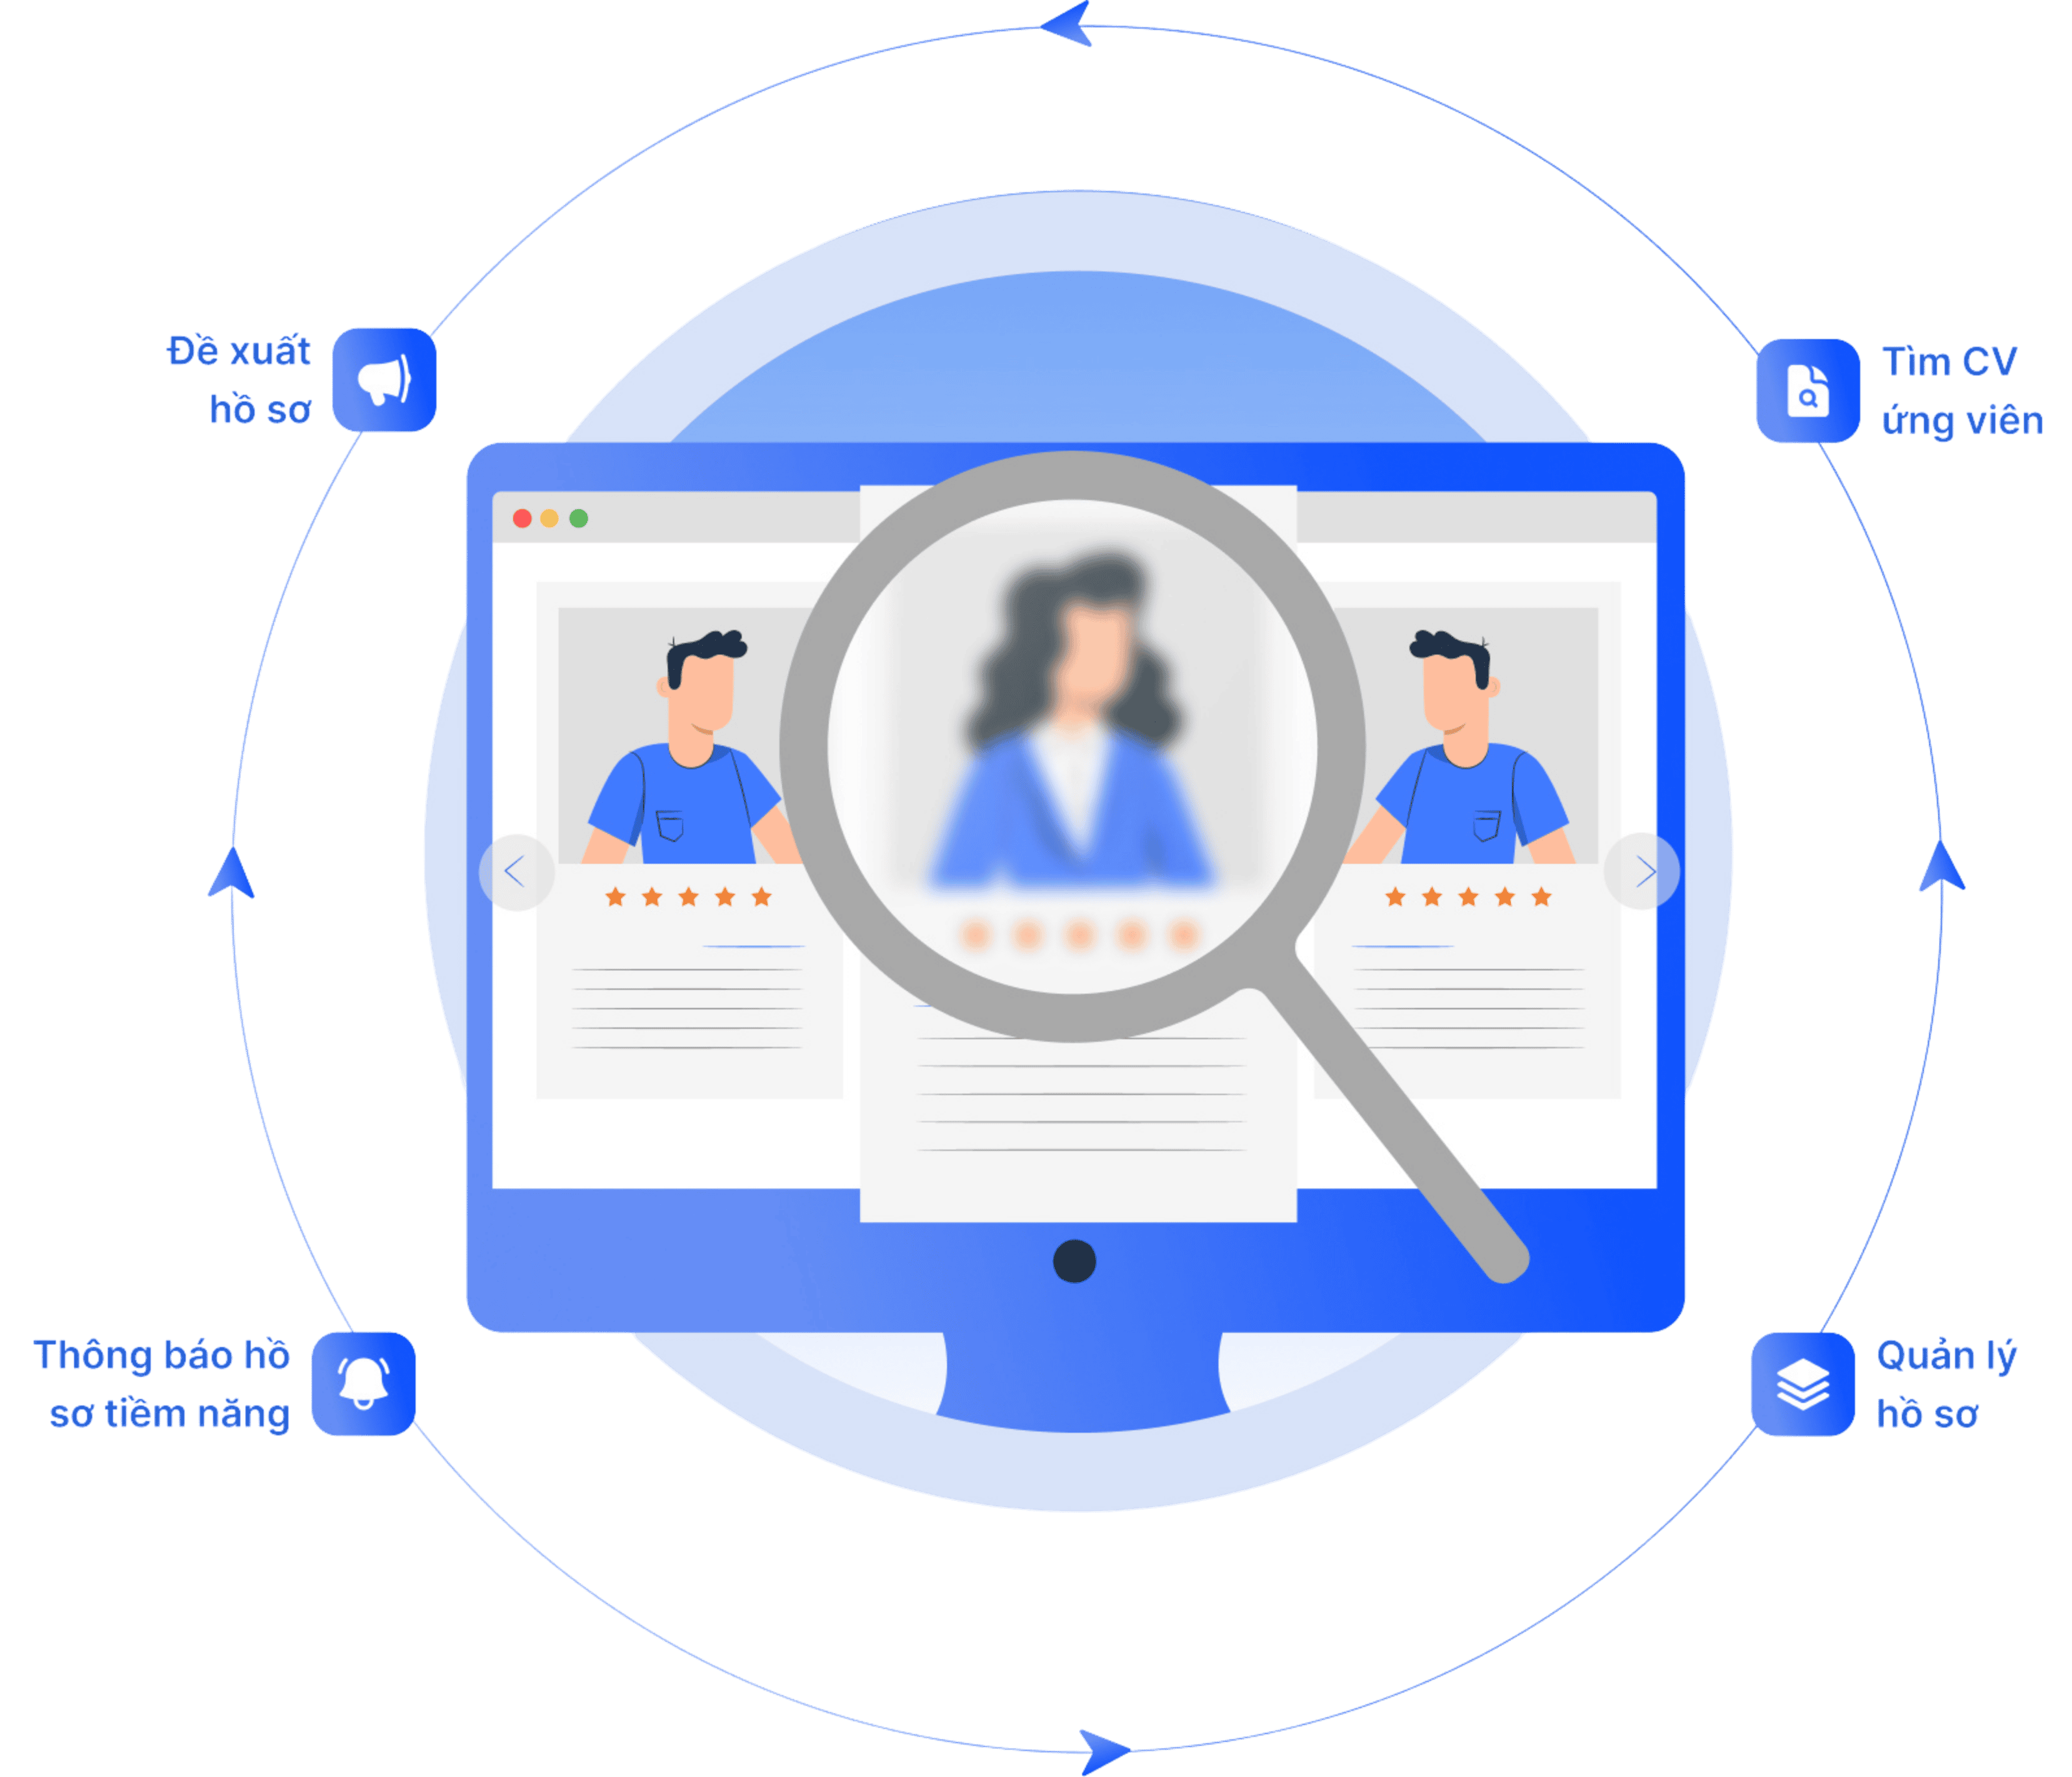 Đề xuất
hồ sơ
Tìm CV
ứng viên
Thông báo hồ
sơ tiềm năng
Quản lý
hồ sơ